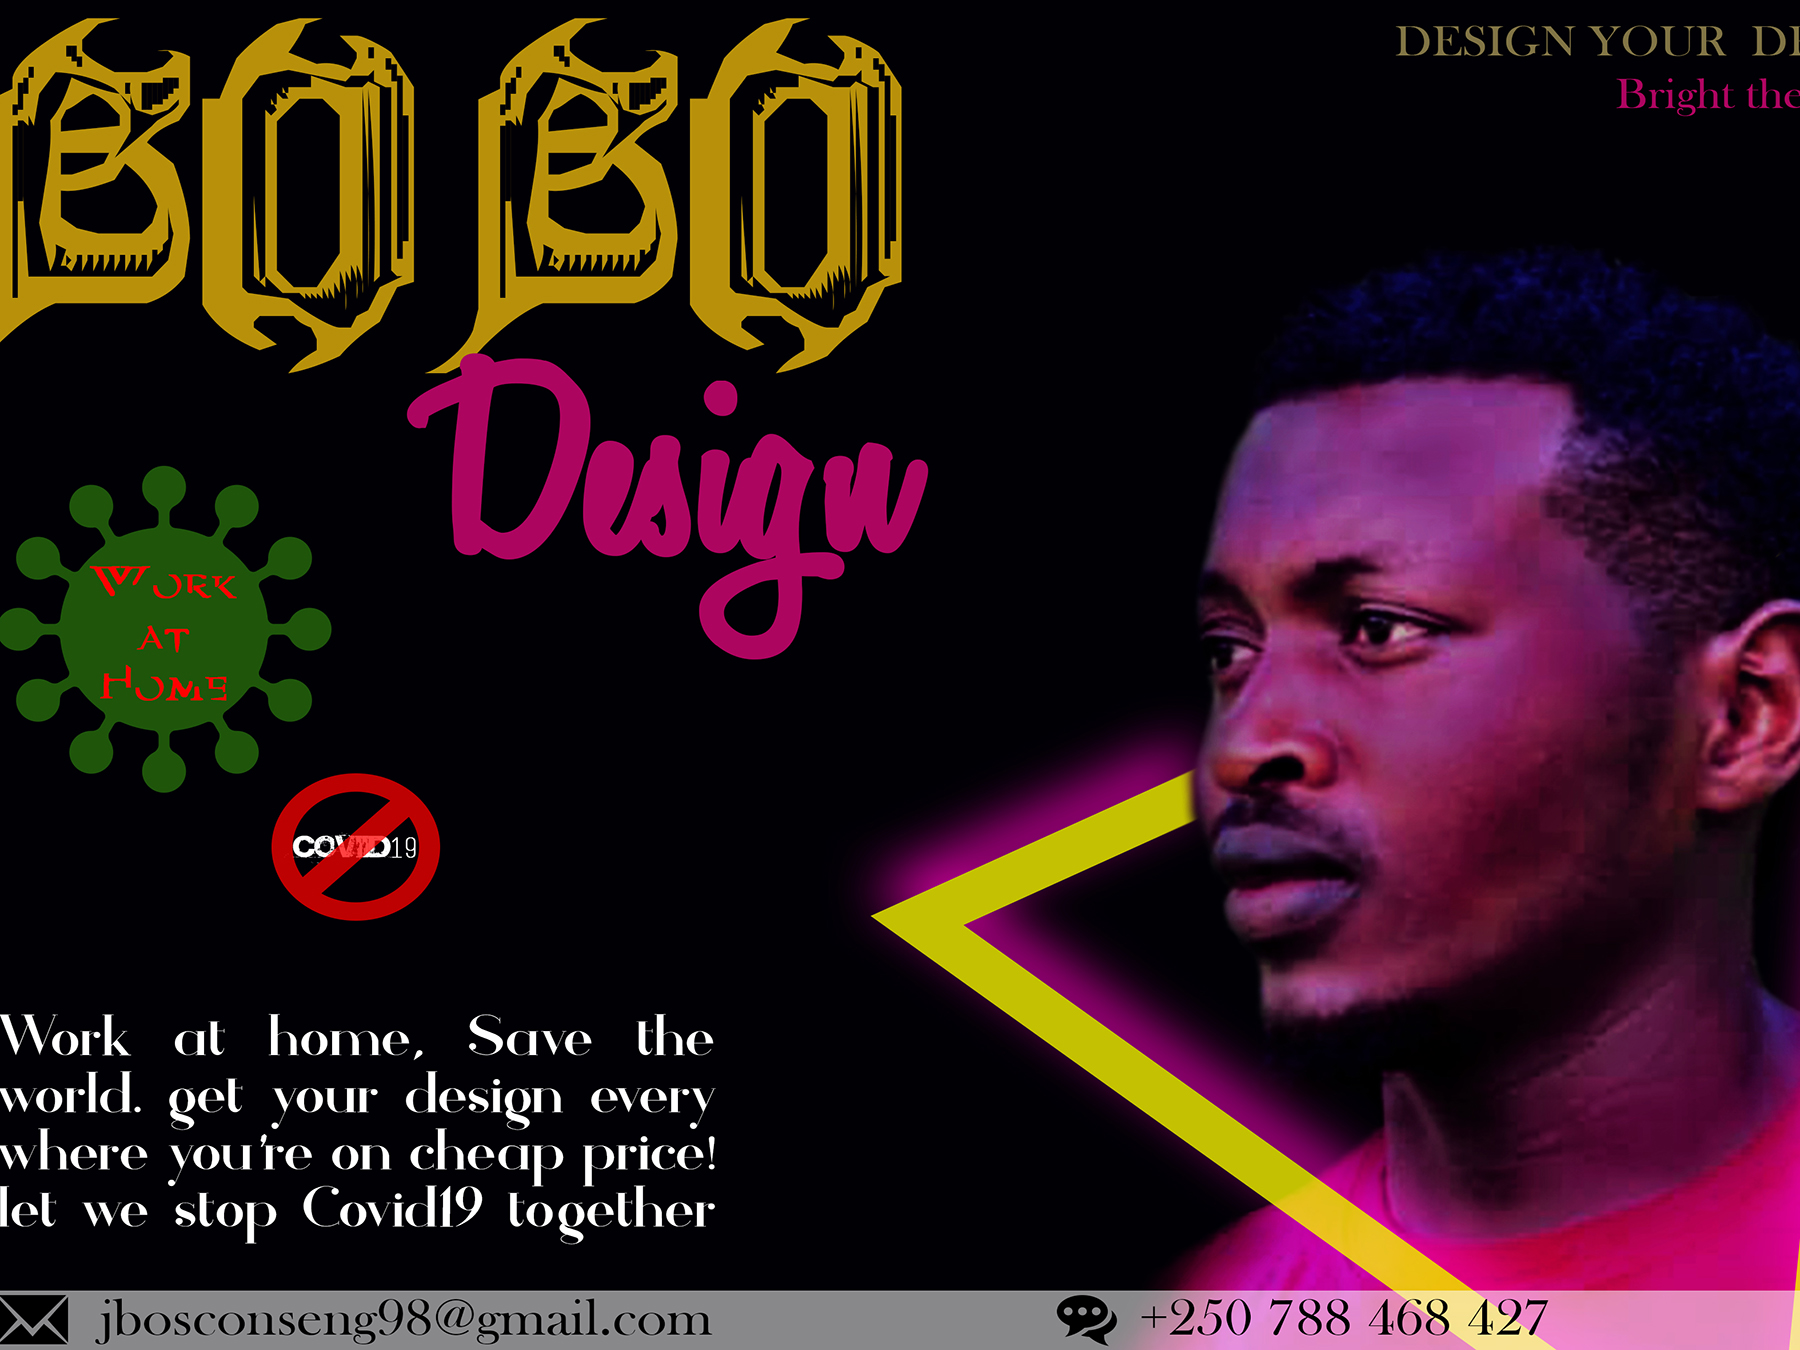 BO BO
Design
DESIGN YOUR
Bright the
WORK
AT
HOME
COVID19
Work at home, Save the
world. get your design every
where you're on cheap price!
let we stop Covid19 together
jbosconseng98@gmail.com
+250 788 468 427